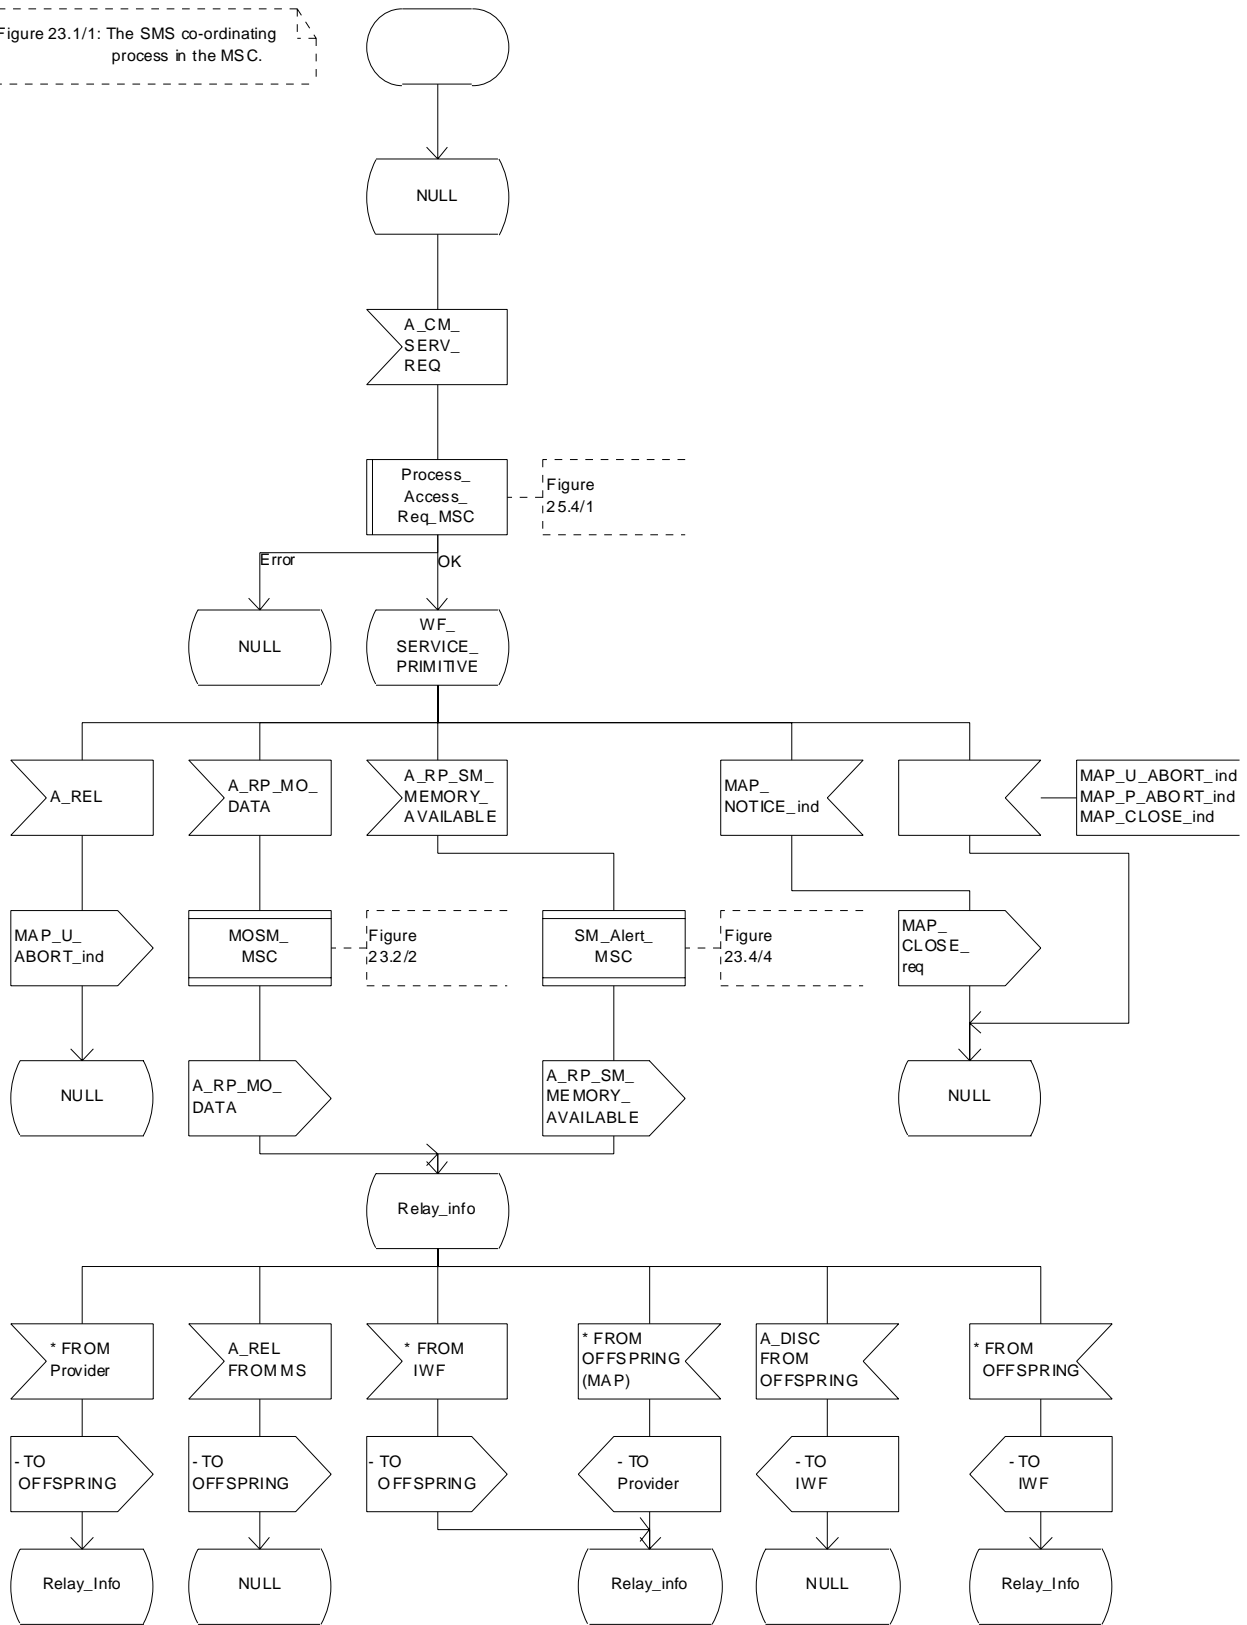 Figure 23.1/1: The SMS co-ordinating
process in the MSC.
NULL
A_CM_
SERV_
REQ
Process_
Access_
Req_MSC
Figure
25.4/1
Error
OK
NULL
WF_
SERVICE_
PRIMITIVE
A_REL
A_RP_MO_
DATA
A_RP_SM_
MEMORY_
AVAILABLE
MAP_
NOTICE_ind
MAP_U_ABORT_ind
MAP_P_ABORT_ind
MAP_CLOSE_ind
MAP_U_
ABORT_ind
MOSM_
MSC
Figure
23.2/2
SM_Alert_
MSC
Figure
23.4/4
MAP_
CLOSE_
req
NULL
A_RP_MO_
DATA
A_RP_SM_
MEMORY_
AVAILABLE
NULL
Relay_info
* FROM
Provider
A_REL
FROM MS
* FROM
IWF
* FROM
OFFSPRING
(MAP)
A_DISC
FROM
OFFSPRING
* FROM
OFFSPRING
- TO
OFFSPRING
- TO
OFFSPRING
- TO
OFFSPRING
- TO
Provider
- TO
IWF
- TO
IWF
Relay_Info
NULL
Relay_info
NULL
Relay_Info